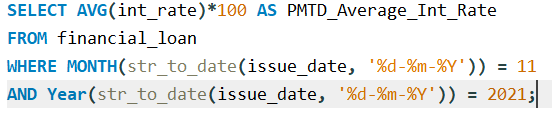 SELECT AVG(int_rate)*100 AS PMTD_Average_Int_Rate
FROM financial_loan
WHERE MONTH(str_to_date(issue_date, '%d-%m-%Y')) = 11
AND Year(str_to_date(issue_date, '%d-%m-%Y')) = 2021;